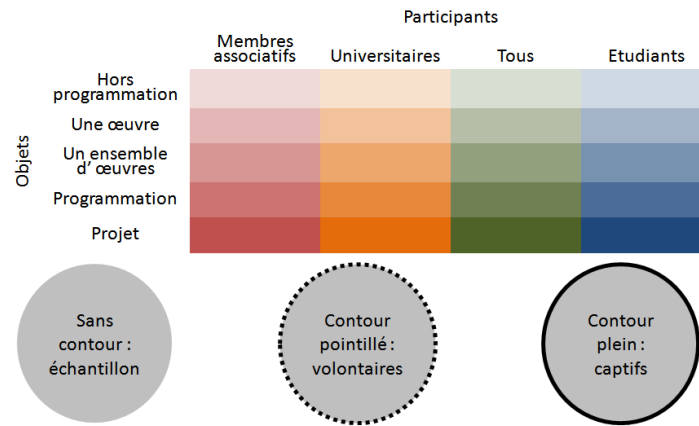 Participants
Membres
associatifs
Universitaires
Tous
Etudiants
Objets
Hors
programmation
Une œuvre
Un ensemble
d’ œuvres
Programmation
Projet
Sans
contour :
échantillon
Contour
pointillé :
volontaires
Contour
plein :
captifs